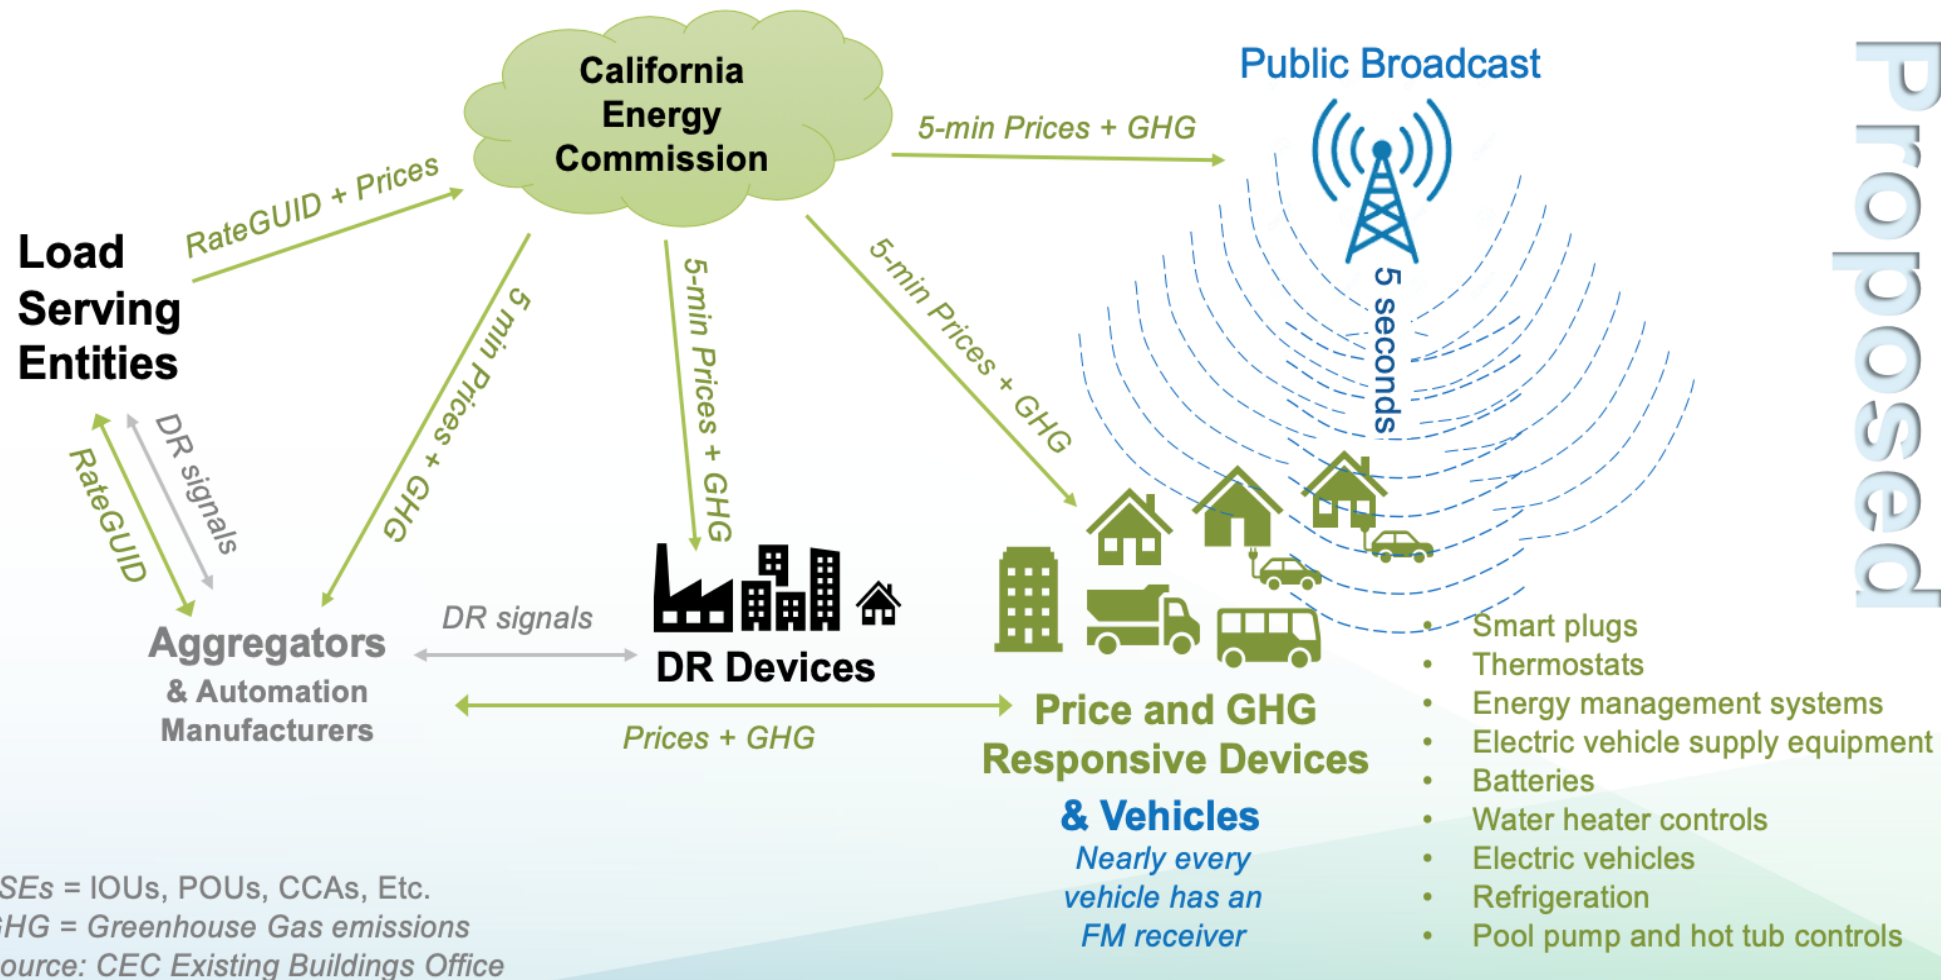 California
Energy
Commission
Public Broadcast
Proposed
5-min Prices + GHG
RateGUID + Prices
Load
Serving
Entities
5 min Prices + GHG
5-min Prices + GHG
5-min Prices + GHG
5 seconds
DR signals
RateGUID
Aggregators
& Automation
Manufacturers
DR signals
DR Devices
Prices + GHG
Price and GHG
Responsive Devices
& Vehicles
Nearly every
vehicle has an
FM receiver
• Smart plugs
• Thermostats
• Energy management systems
• Electric vehicle supply equipment
• Batteries
• Water heater controls
• Electric vehicles
• Refrigeration
• Pool pump and hot tub controls
SEs = IOUs, POUs, CCAs, Etc.
GHG = Greenhouse Gas emissions
ource: CEC Existing Buildings Office